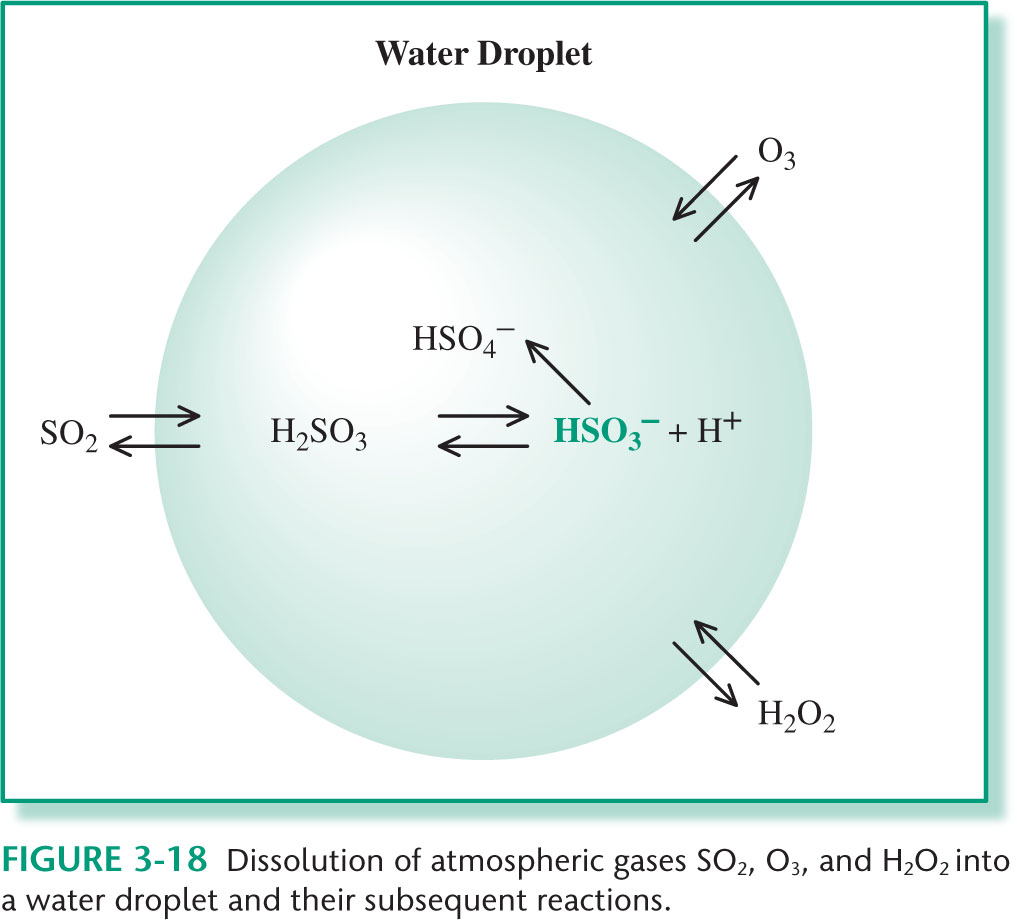 Water Droplet
O₃
HSO₄⁻
SO₂ H₂SO₃ HSO₃⁻ + H⁺
H₂O₂
FIGURE 3-18 Dissolution of atmospheric gases SO₂, O₃, and H₂O₂ into
a water droplet and their subsequent reactions.